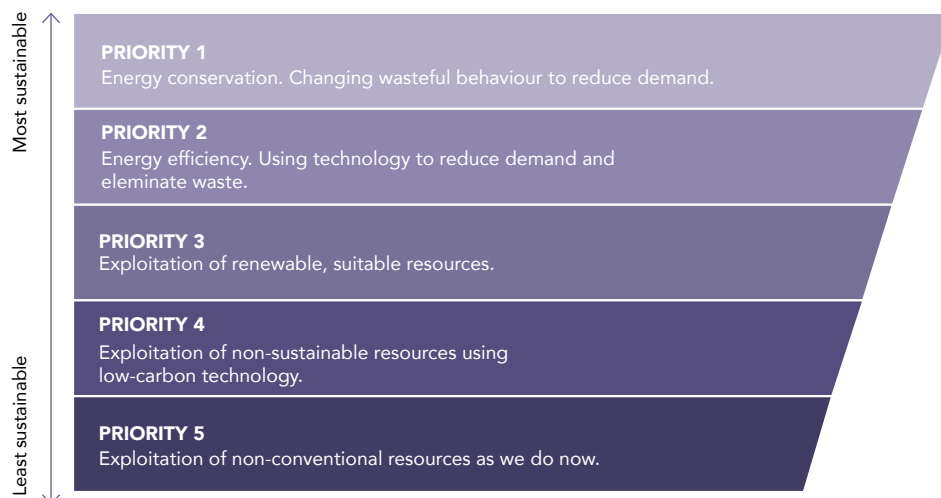 Most sustainable
PRIORITY 1
Energy conservation. Changing wasteful behaviour to reduce demand.
PRIORITY 2
Energy efficiency. Using technology to reduce demand and
eleminate waste.
PRIORITY 3
Exploitation of renewable, suitable resources.
PRIORITY 4
Exploitation of non-sustainable resources using
low-carbon technology.
PRIORITY 5
Exploitation of non-conventional resources as we do now.
Least sustainable